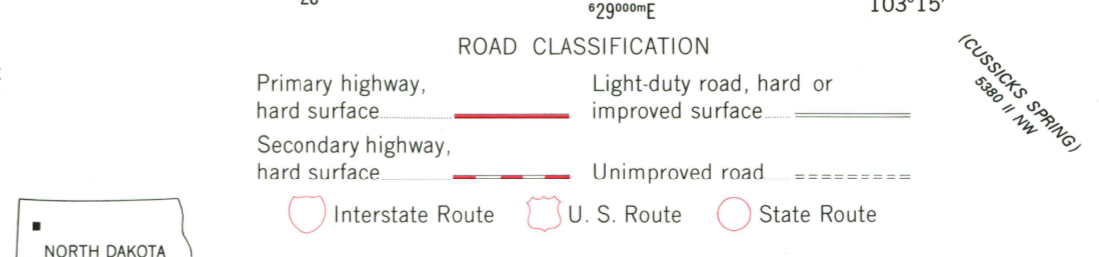 ⁶29⁰⁰⁰ᵐE
103°15'
ROAD CLASSIFICATION
Primary highway,
hard surface
Light-duty road, hard or
improved surface
Secondary highway,
hard surface
Unimproved road
Interstate Route
U. S. Route
State Route
(CUSSICKS SPRING)
5380 II NW
NORTH DAKOTA